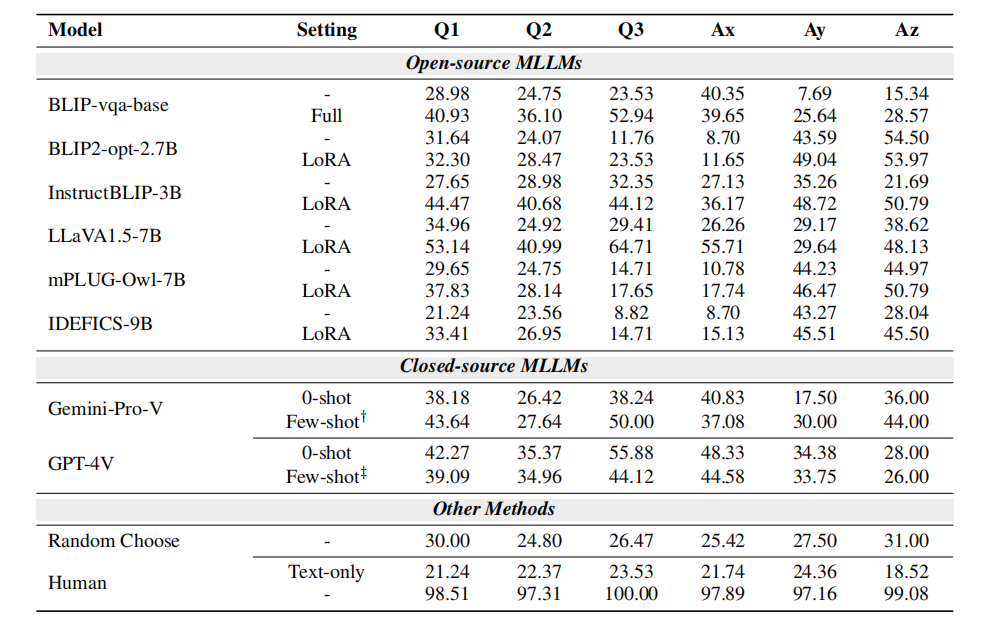 Model Setting Q1 Q2 Q3 Ax Ay Az
Open-source MLLMs
BLIP-vqa-base - 28.98 24.75 23.53 40.35 7.69 15.34
Full 40.93 36.10 52.94 39.65 25.64 28.57
BLIP2-opt-2.7B - 31.64 24.07 11.76 8.70 43.59 54.50
LoRA 32.30 28.47 23.53 11.65 49.04 53.97
InstructBLIP-3B - 27.65 28.98 32.35 27.13 35.26 21.69
LoRA 44.47 40.68 44.12 36.17 48.72 50.79
LLaVA1.5-7B - 34.96 24.92 29.41 26.26 29.17 38.62
LoRA 53.14 40.99 64.71 55.71 29.64 48.13
mPLUG-Owl-7B - 29.65 24.75 14.71 10.78 44.23 44.97
LoRA 37.83 28.14 17.65 17.74 46.47 50.79
IDEFICS-9B - 21.24 23.56 8.82 8.70 43.27 28.04
LoRA 33.41 26.95 14.71 15.13 45.51 45.50
Closed-source MLLMs
Gemini-Pro-V 0-shot 38.18 26.42 38.24 40.83 17.50 36.00
Few-shot† 43.64 27.64 50.00 37.08 30.00 44.00
GPT-4V 0-shot 42.27 35.37 55.88 48.33 34.38 28.00
Few-shot‡ 39.09 34.96 44.12 44.58 33.75 26.00
Other Methods
Random Choose - 30.00 24.80 26.47 25.42 27.50 31.00
Human Text-only 21.24 22.37 23.53 21.74 24.36 18.52
- 98.51 97.31 100.00 97.89 97.16 99.08